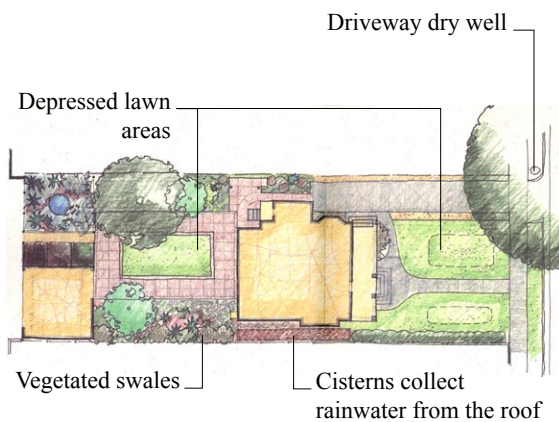 Driveway dry well
Depressed lawn
areas
Vegetated swales
Cisterns collect
rainwater from the roof